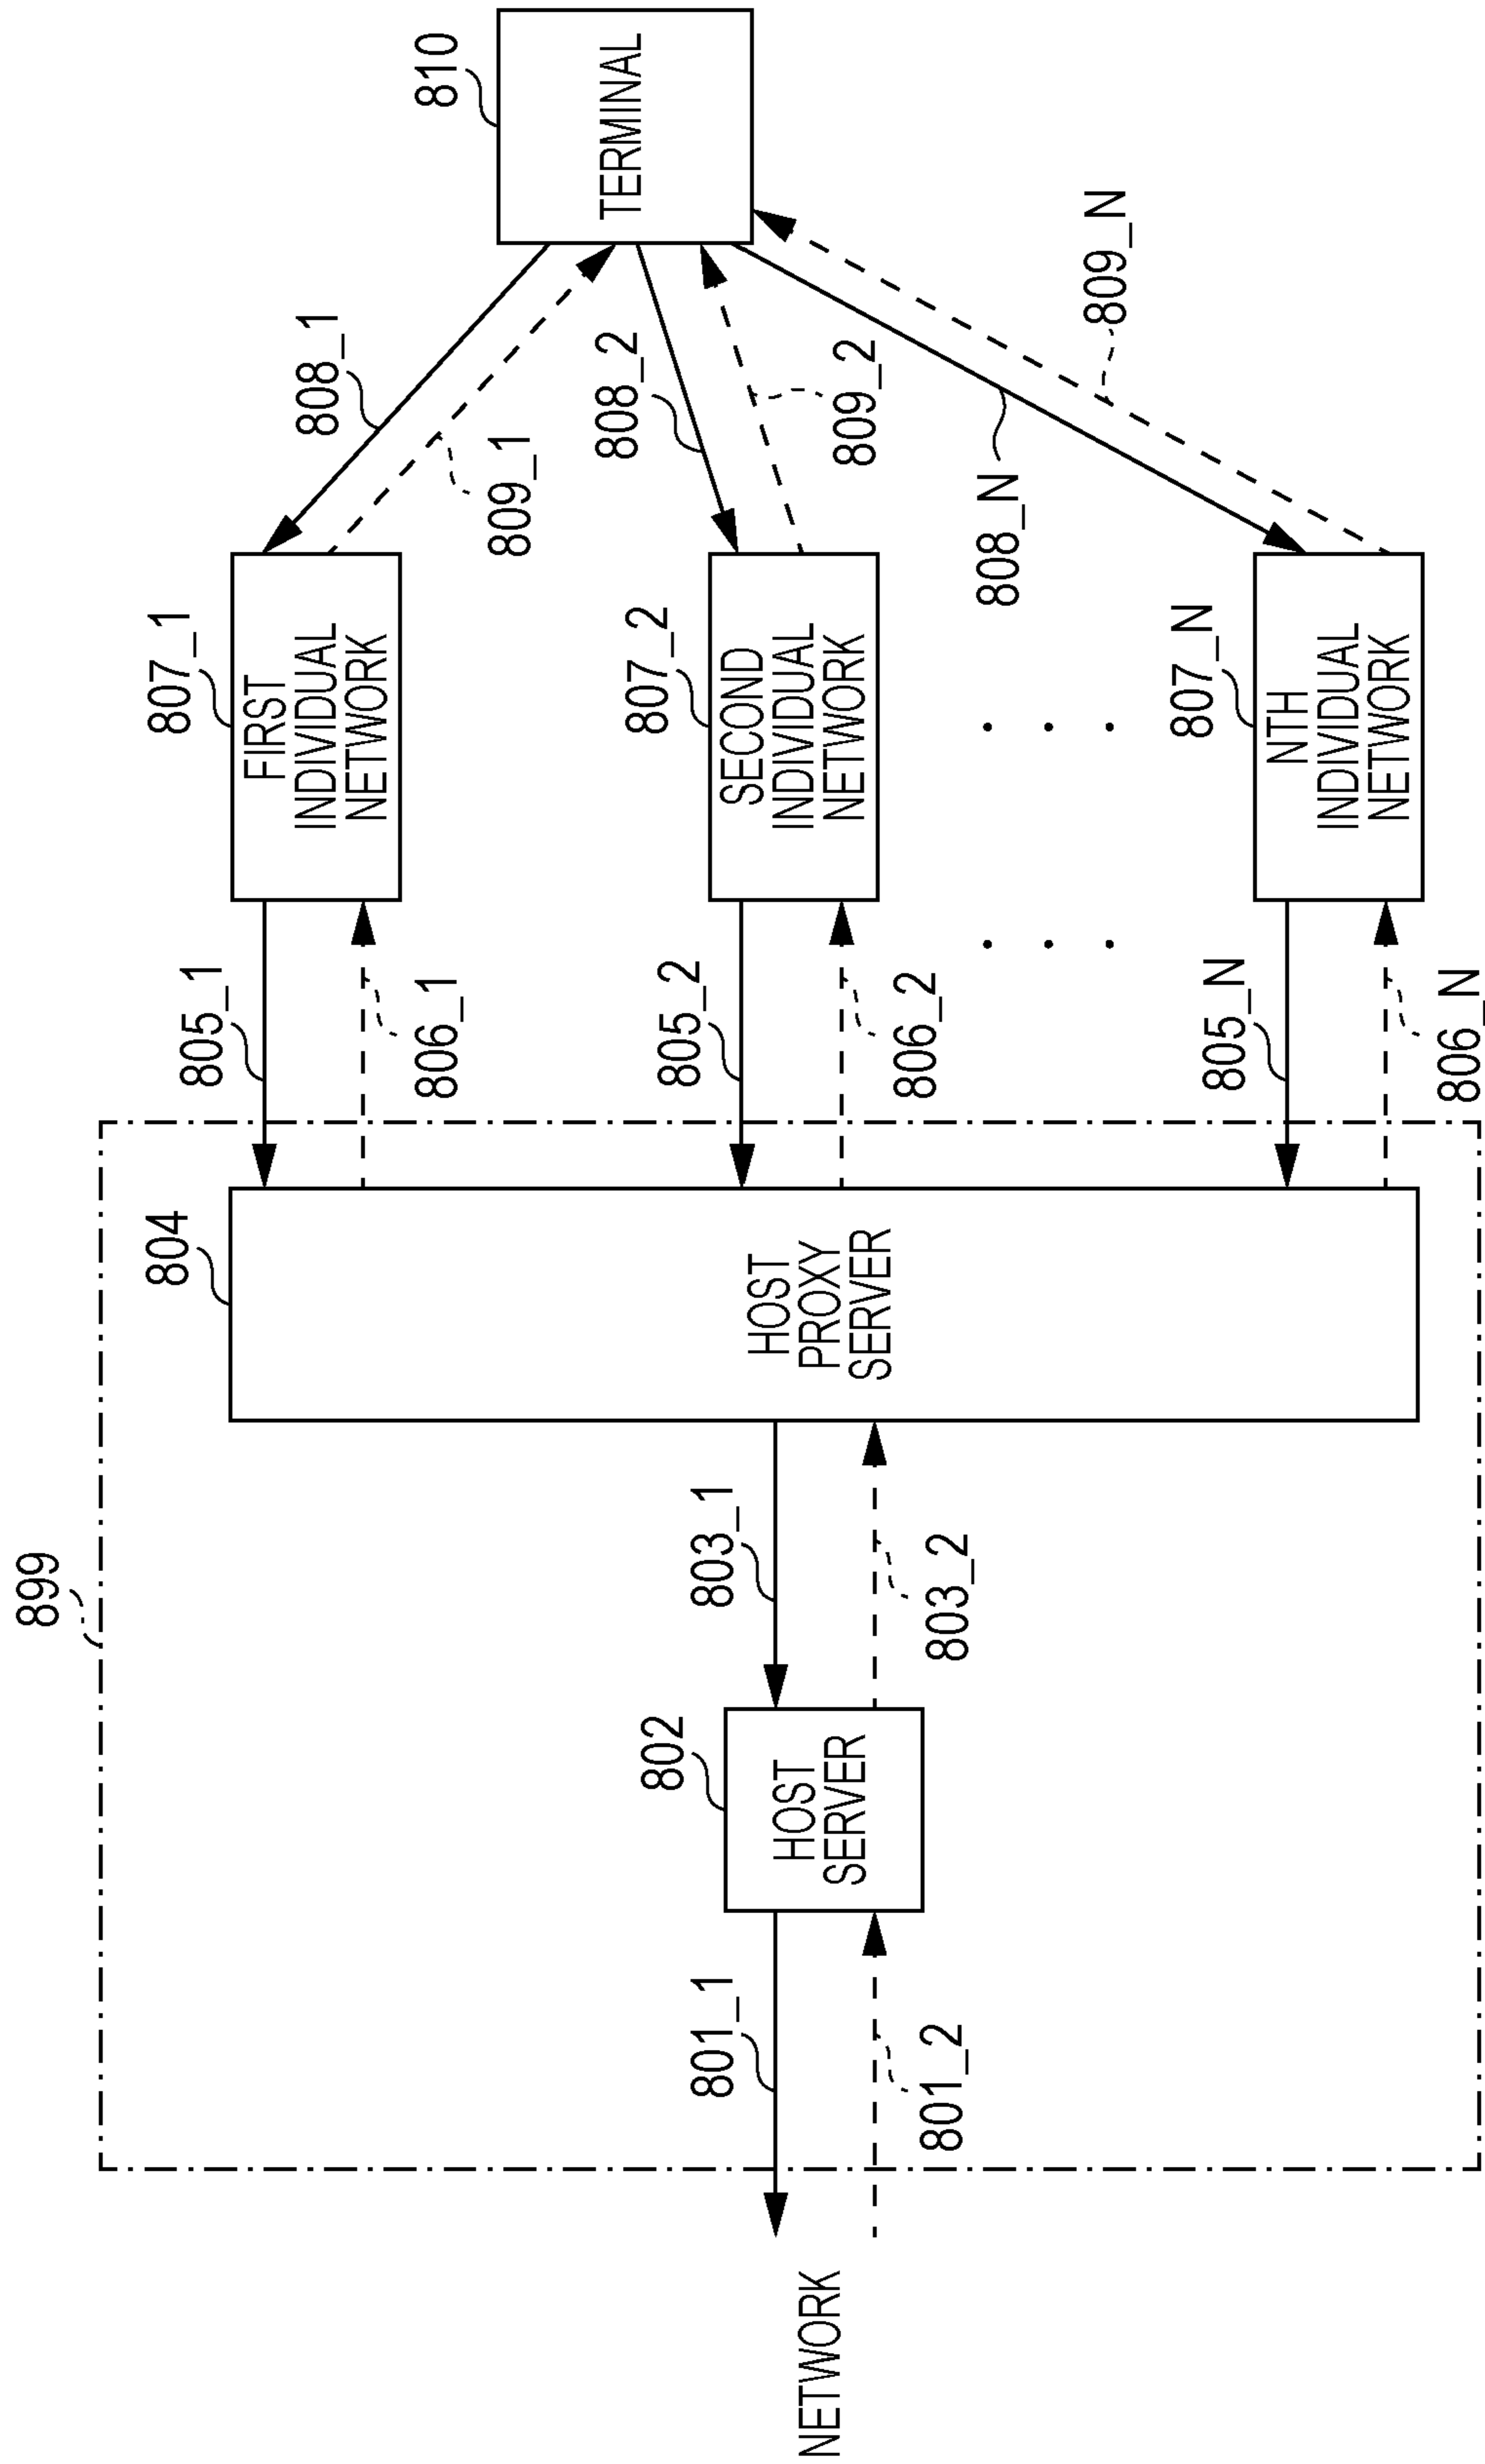 899
804
805_1
807_1
808_1
810
FIRST
INDIVIDUAL
NETWORK
806_1
809_1
TERMINAL
801_1
802
803_1
805_2
807_2
808_2
NETWORK
HOST
SERVER
HOST
PROXY
SERVER
SECOND
INDIVIDUAL
NETWORK
801_2
803_2
806_2
809_2
. . .
. . .
808_N
809_N
805_N
807_N
NTH
INDIVIDUAL
NETWORK
806_N